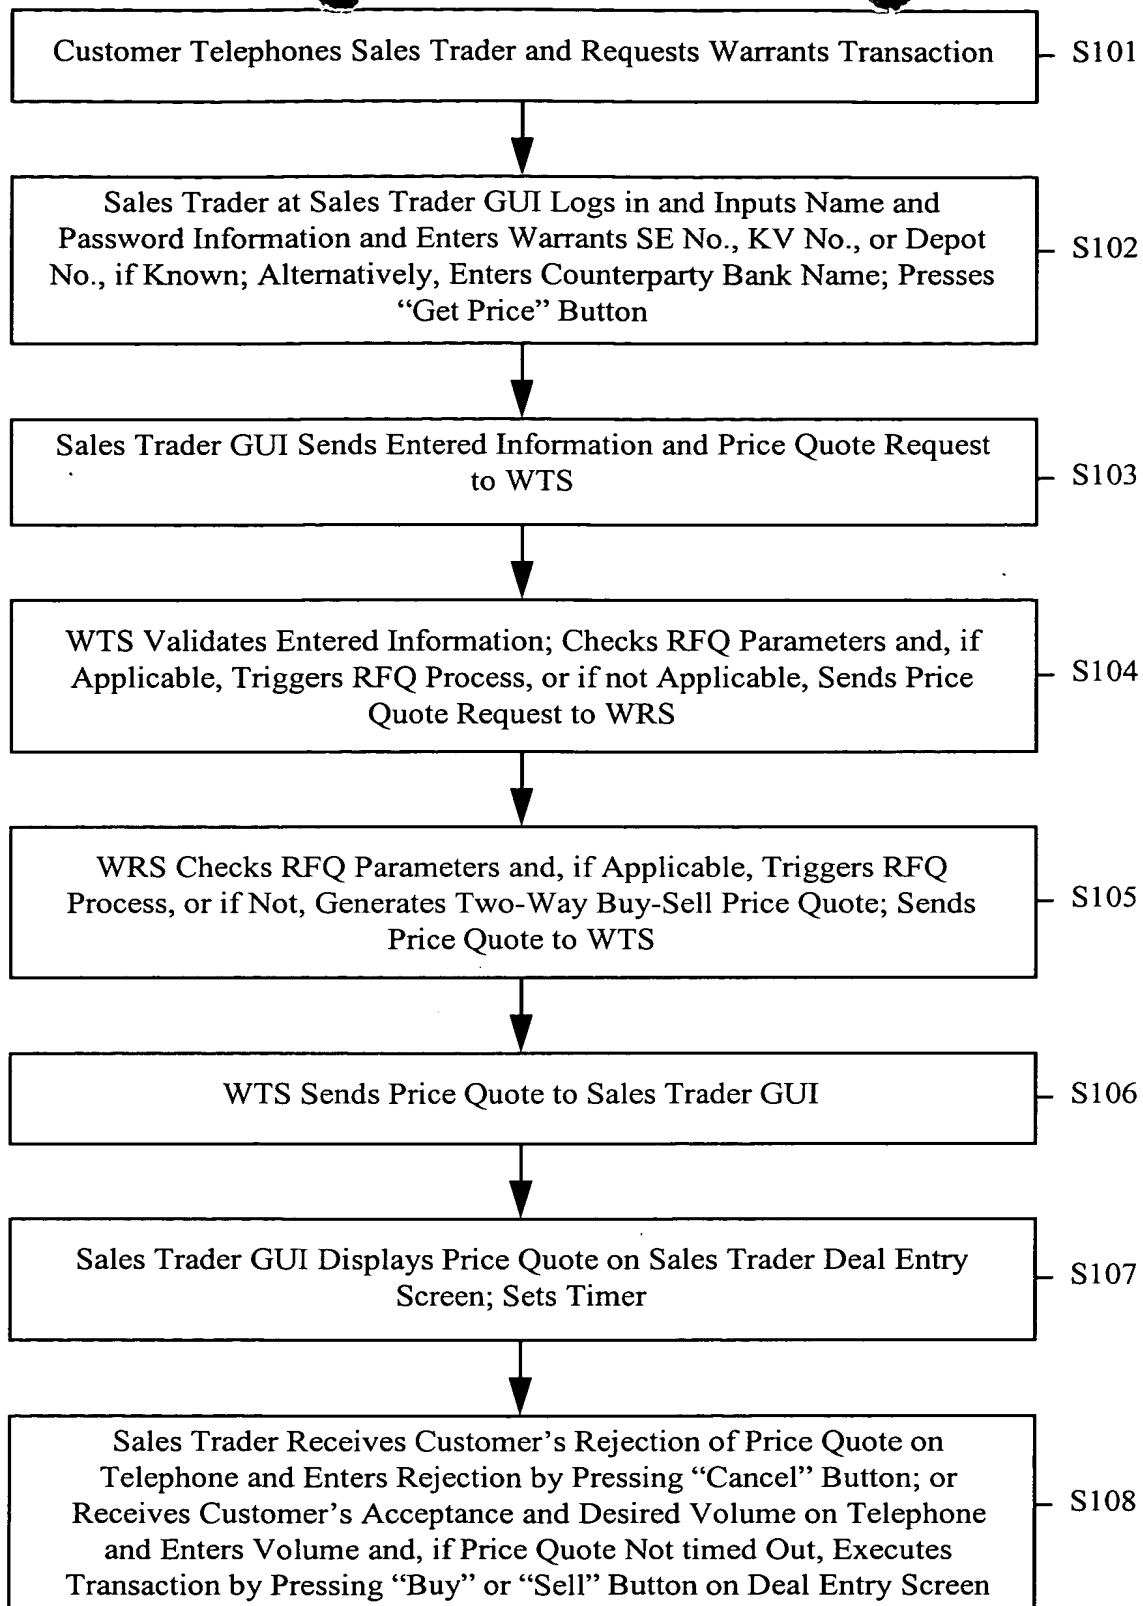 Customer Telephones Sales Trader and Requests Warrants Transaction
S101
Sales Trader at Sales Trader GUI Logs in and Inputs Name and
Password Information and Enters Warrants SE No., KV No., or Depot
No., if Known; Alternatively, Enters Counterparty Bank Name; Presses
“Get Price” Button
S102
Sales Trader GUI Sends Entered Information and Price Quote Request
to WTS
S103
WTS Validates Entered Information; Checks RFQ Parameters and, if
Applicable, Triggers RFQ Process, or if not Applicable, Sends Price
Quote Request to WRS
S104
WRS Checks RFQ Parameters and, if Applicable, Triggers RFQ
Process, or if Not, Generates Two-Way Buy-Sell Price Quote; Sends
Price Quote to WTS
S105
WTS Sends Price Quote to Sales Trader GUI
S106
Sales Trader GUI Displays Price Quote on Sales Trader Deal Entry
Screen; Sets Timer
S107
Sales Trader Receives Customer’s Rejection of Price Quote on
Telephone and Enters Rejection by Pressing “Cancel” Button; or
Receives Customer’s Acceptance and Desired Volume on Telephone
and Enters Volume and, if Price Quote Not timed Out, Executes
Transaction by Pressing “Buy” or “Sell” Button on Deal Entry Screen
S108